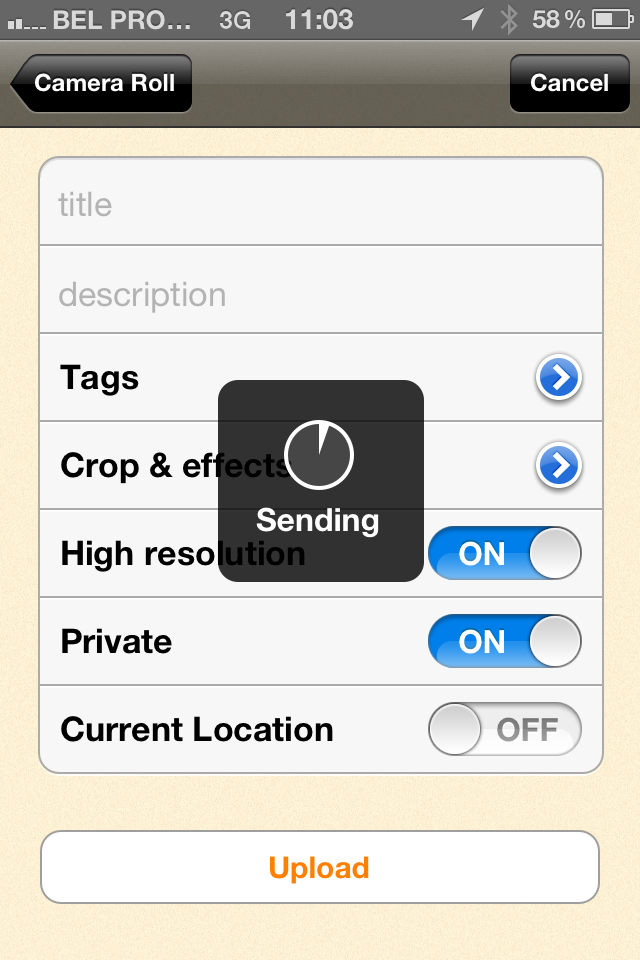 BEL PRO... 3G 11:03 58 %
Camera Roll Cancel
title
description
Tags
Crop & effects
Sending
High resolution ON
Private ON
Current Location OFF
Upload